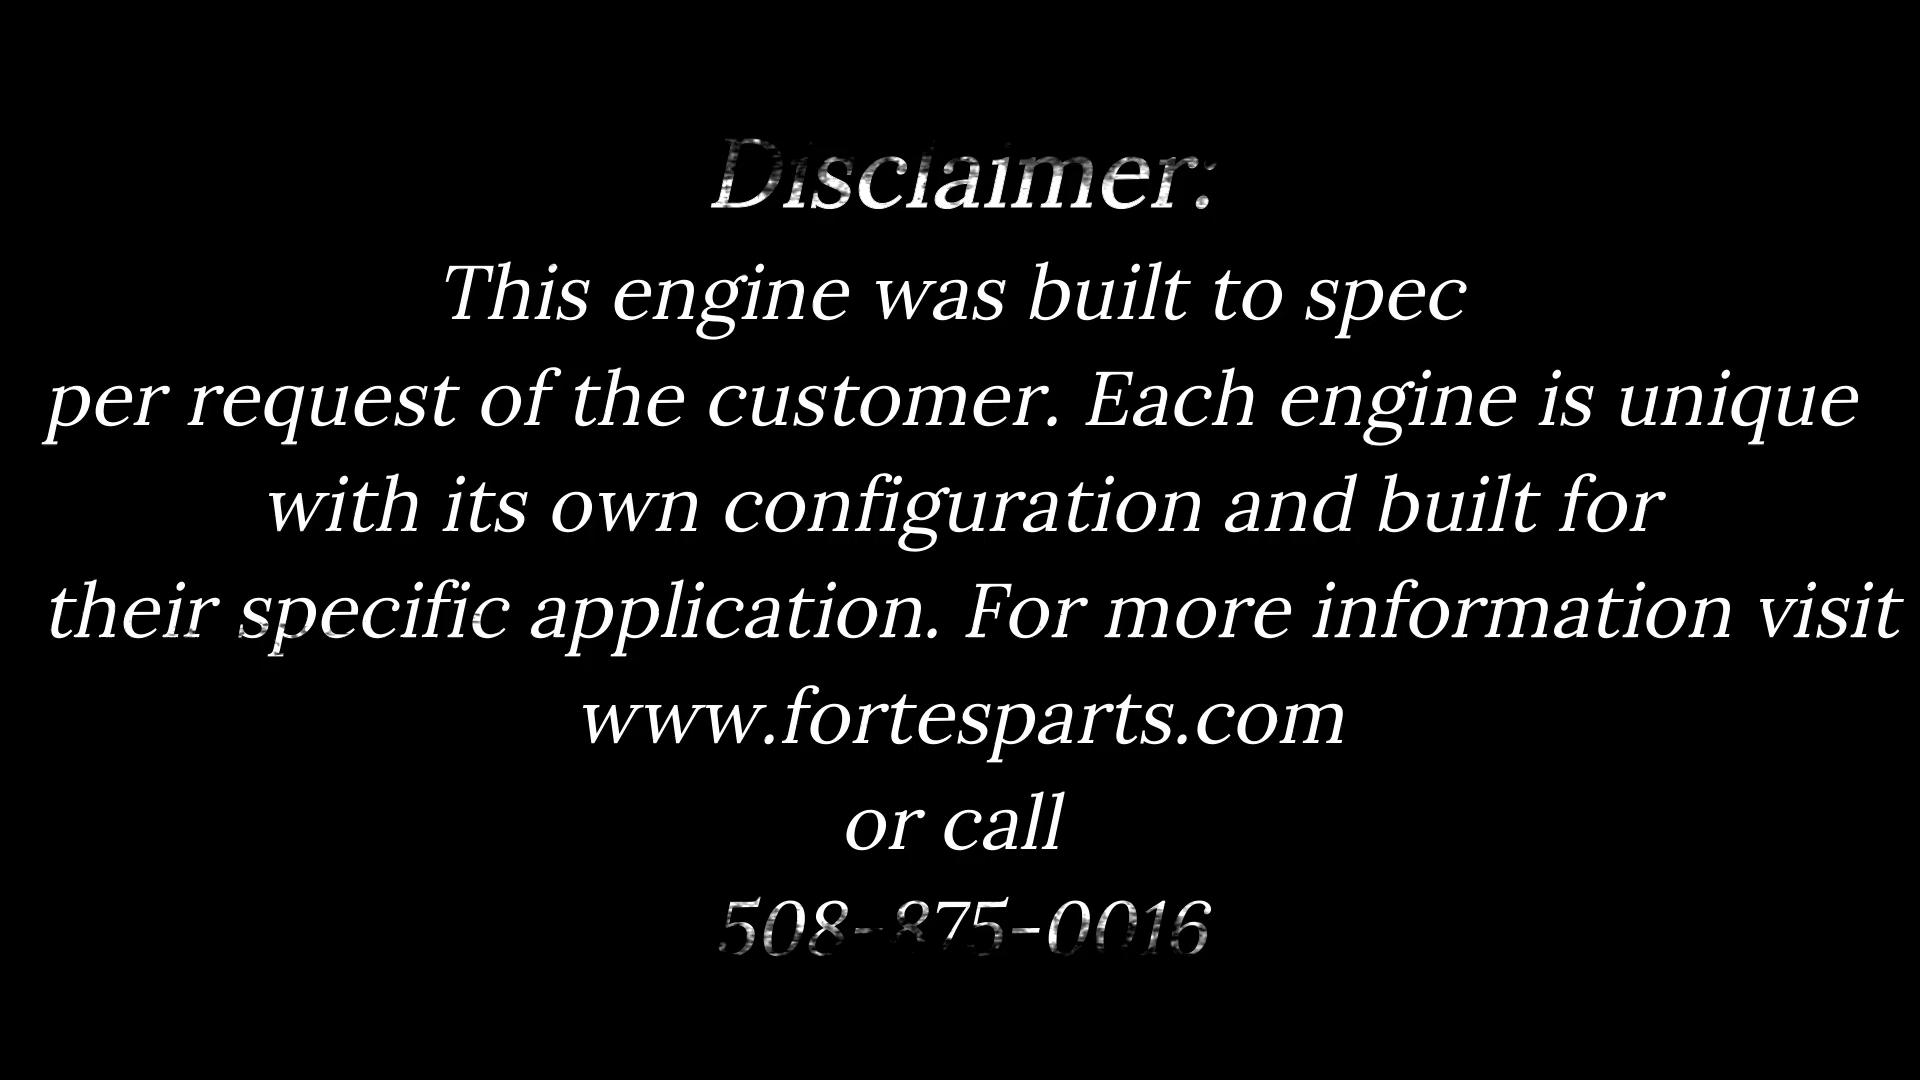 Disclaimer:
This engine was built to spec
per request of the customer. Each engine is unique
with its own configuration and built for
their specific application. For more information visit
www.fortesparts.com
or call
508-875-0016